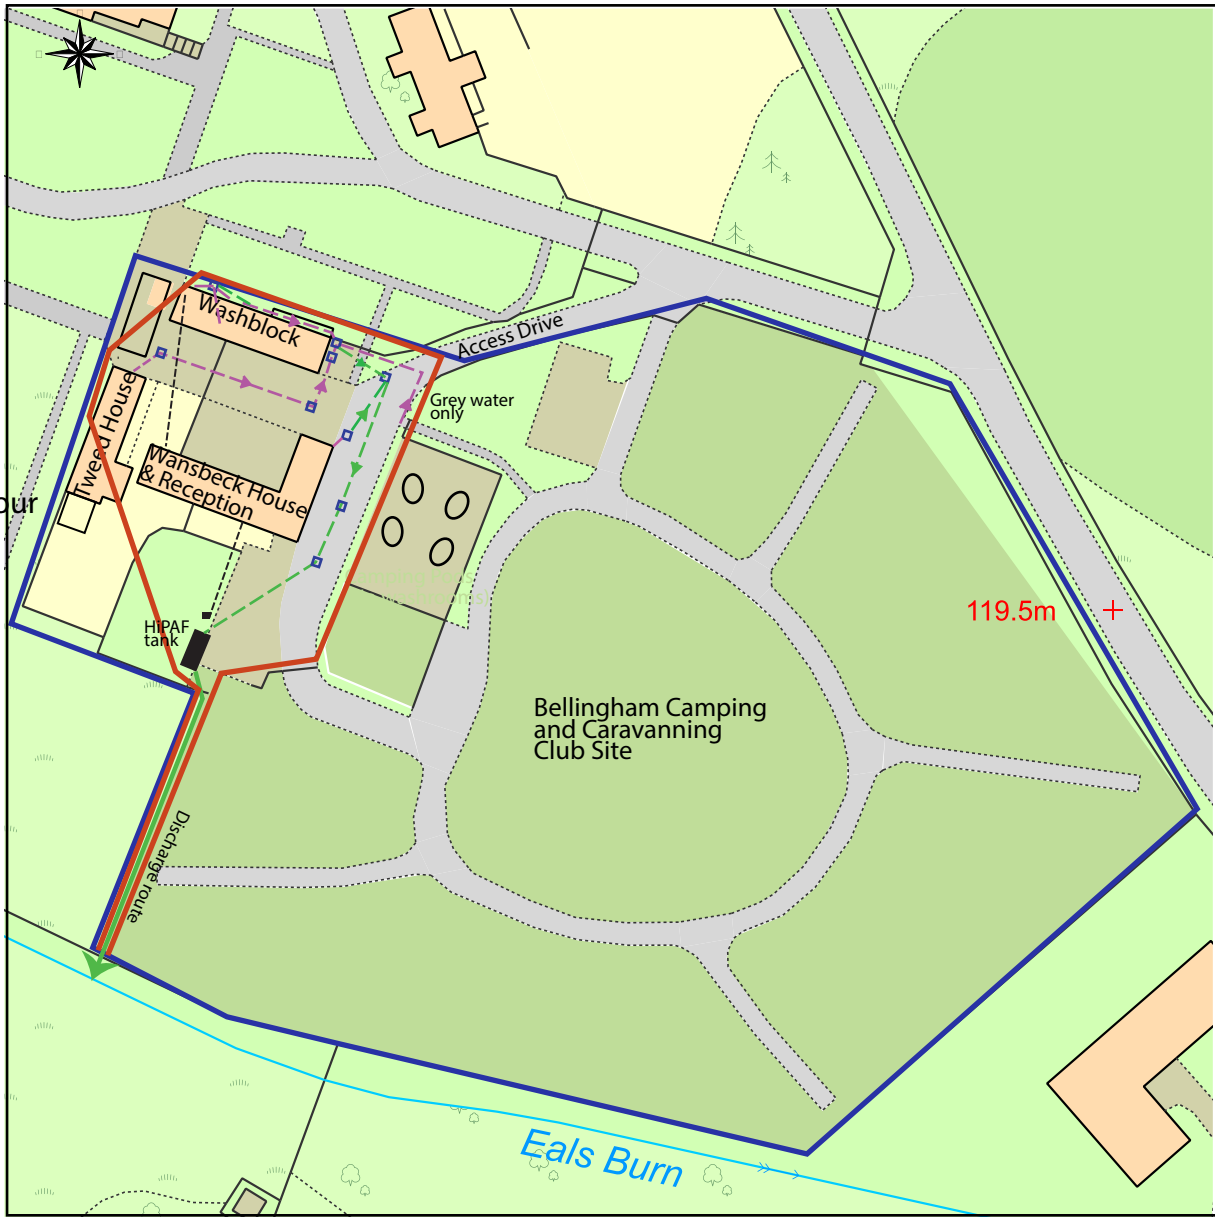 Washblock
Access Drive
Grey water
only
Tweed House
Wansbeck House
& Reception
our
HiPAF
tank
119.5m
Bellingham Camping
and Caravanning
Club Site
Discharge route
Eals Burn